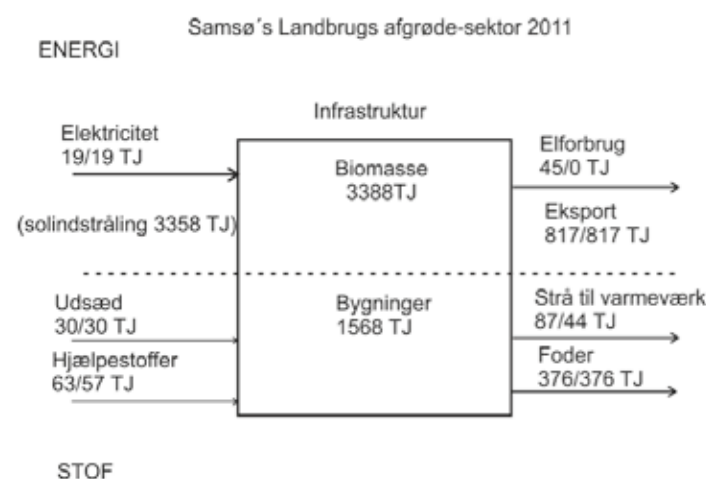 Samsø´s Landbrugs afgrøde-sektor 2011
ENERGI
Infrastruktur
Elektricitet
19/19 TJ
(solindstråling 3358 TJ)
Udsæd
30/30 TJ
Hjælpestoffer
63/57 TJ
Biomasse
3388TJ
Bygninger
1568 TJ
Elforbrug
45/0 TJ
Eksport
817/817 TJ
Strå til varmeværk
87/44 TJ
Foder
376/376 TJ
STOF